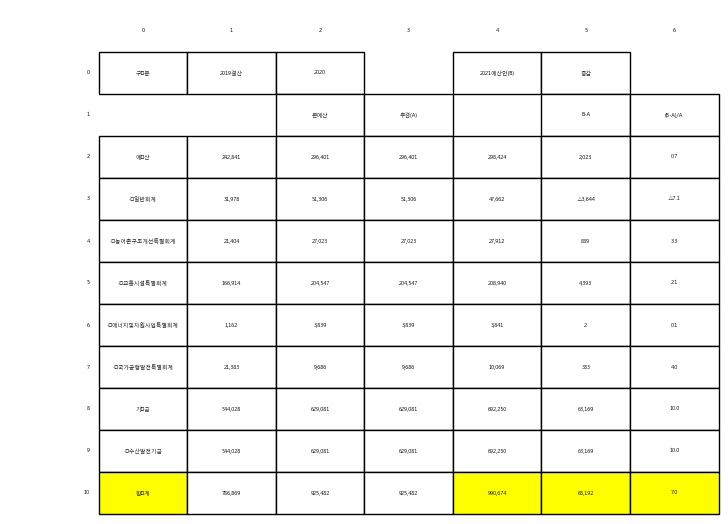 0 1 2 3 4 5 6
0 구□분 2019결산 2020 2021예산안(B) 증감
1 본예산 추경(A) B-A (B-A)/A
2 예□산 242,841 296,401 296,401 298,424 2,023 0.7
3 -□일반회계 31,978 51,306 51,306 47,662 △3,644 △7.1
4 -□농어촌구조개선특별회계 21,404 27,023 27,023 27,912 889 3.3
5 -□교통시설특별회계 166,914 204,547 204,547 208,940 4,393 2.1
6 -□에너지및자원사업특별회계 1,162 3,839 3,839 3,841 2 0.1
7 -□국가균형발전특별회계 21,383 9,686 9,686 10,069 383 4.0
8 기□금 544,028 629,081 629,081 692,250 63,169 10.0
9 -□수산발전기금 544,028 629,081 629,081 692,250 63,169 10.0
10 합□계 786,869 925,482 925,482 990,674 65,192 7.0